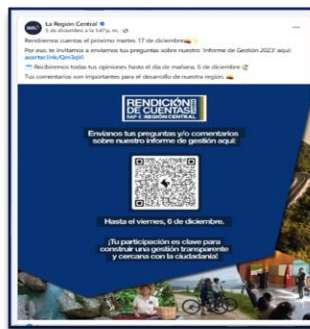 La Región Central
5 de diciembre a la 1:47 p. m.
Rendiremos cuentas el próximo martes 17 de diciembre
Por eso, te invitamos a enviarnos tus preguntas sobre nuestro 'Informe de Gestión 2023' aquí:
acortar.link/Qm3qVi
Recibiremos todas tus opiniones hasta el día de mañana, 6 de diciembre
Tus comentarios son importantes para el desarrollo de nuestra región.
RENDICIÓN
DE CUENTAS
RAP-E REGIÓN CENTRAL
Envíanos tus preguntas y/o comentarios
sobre nuestro informe de gestión aquí:
Hasta el viernes, 6 de diciembre.
¡Tu participación es clave para
construir una gestión transparente
y cercana con la ciudadanía!